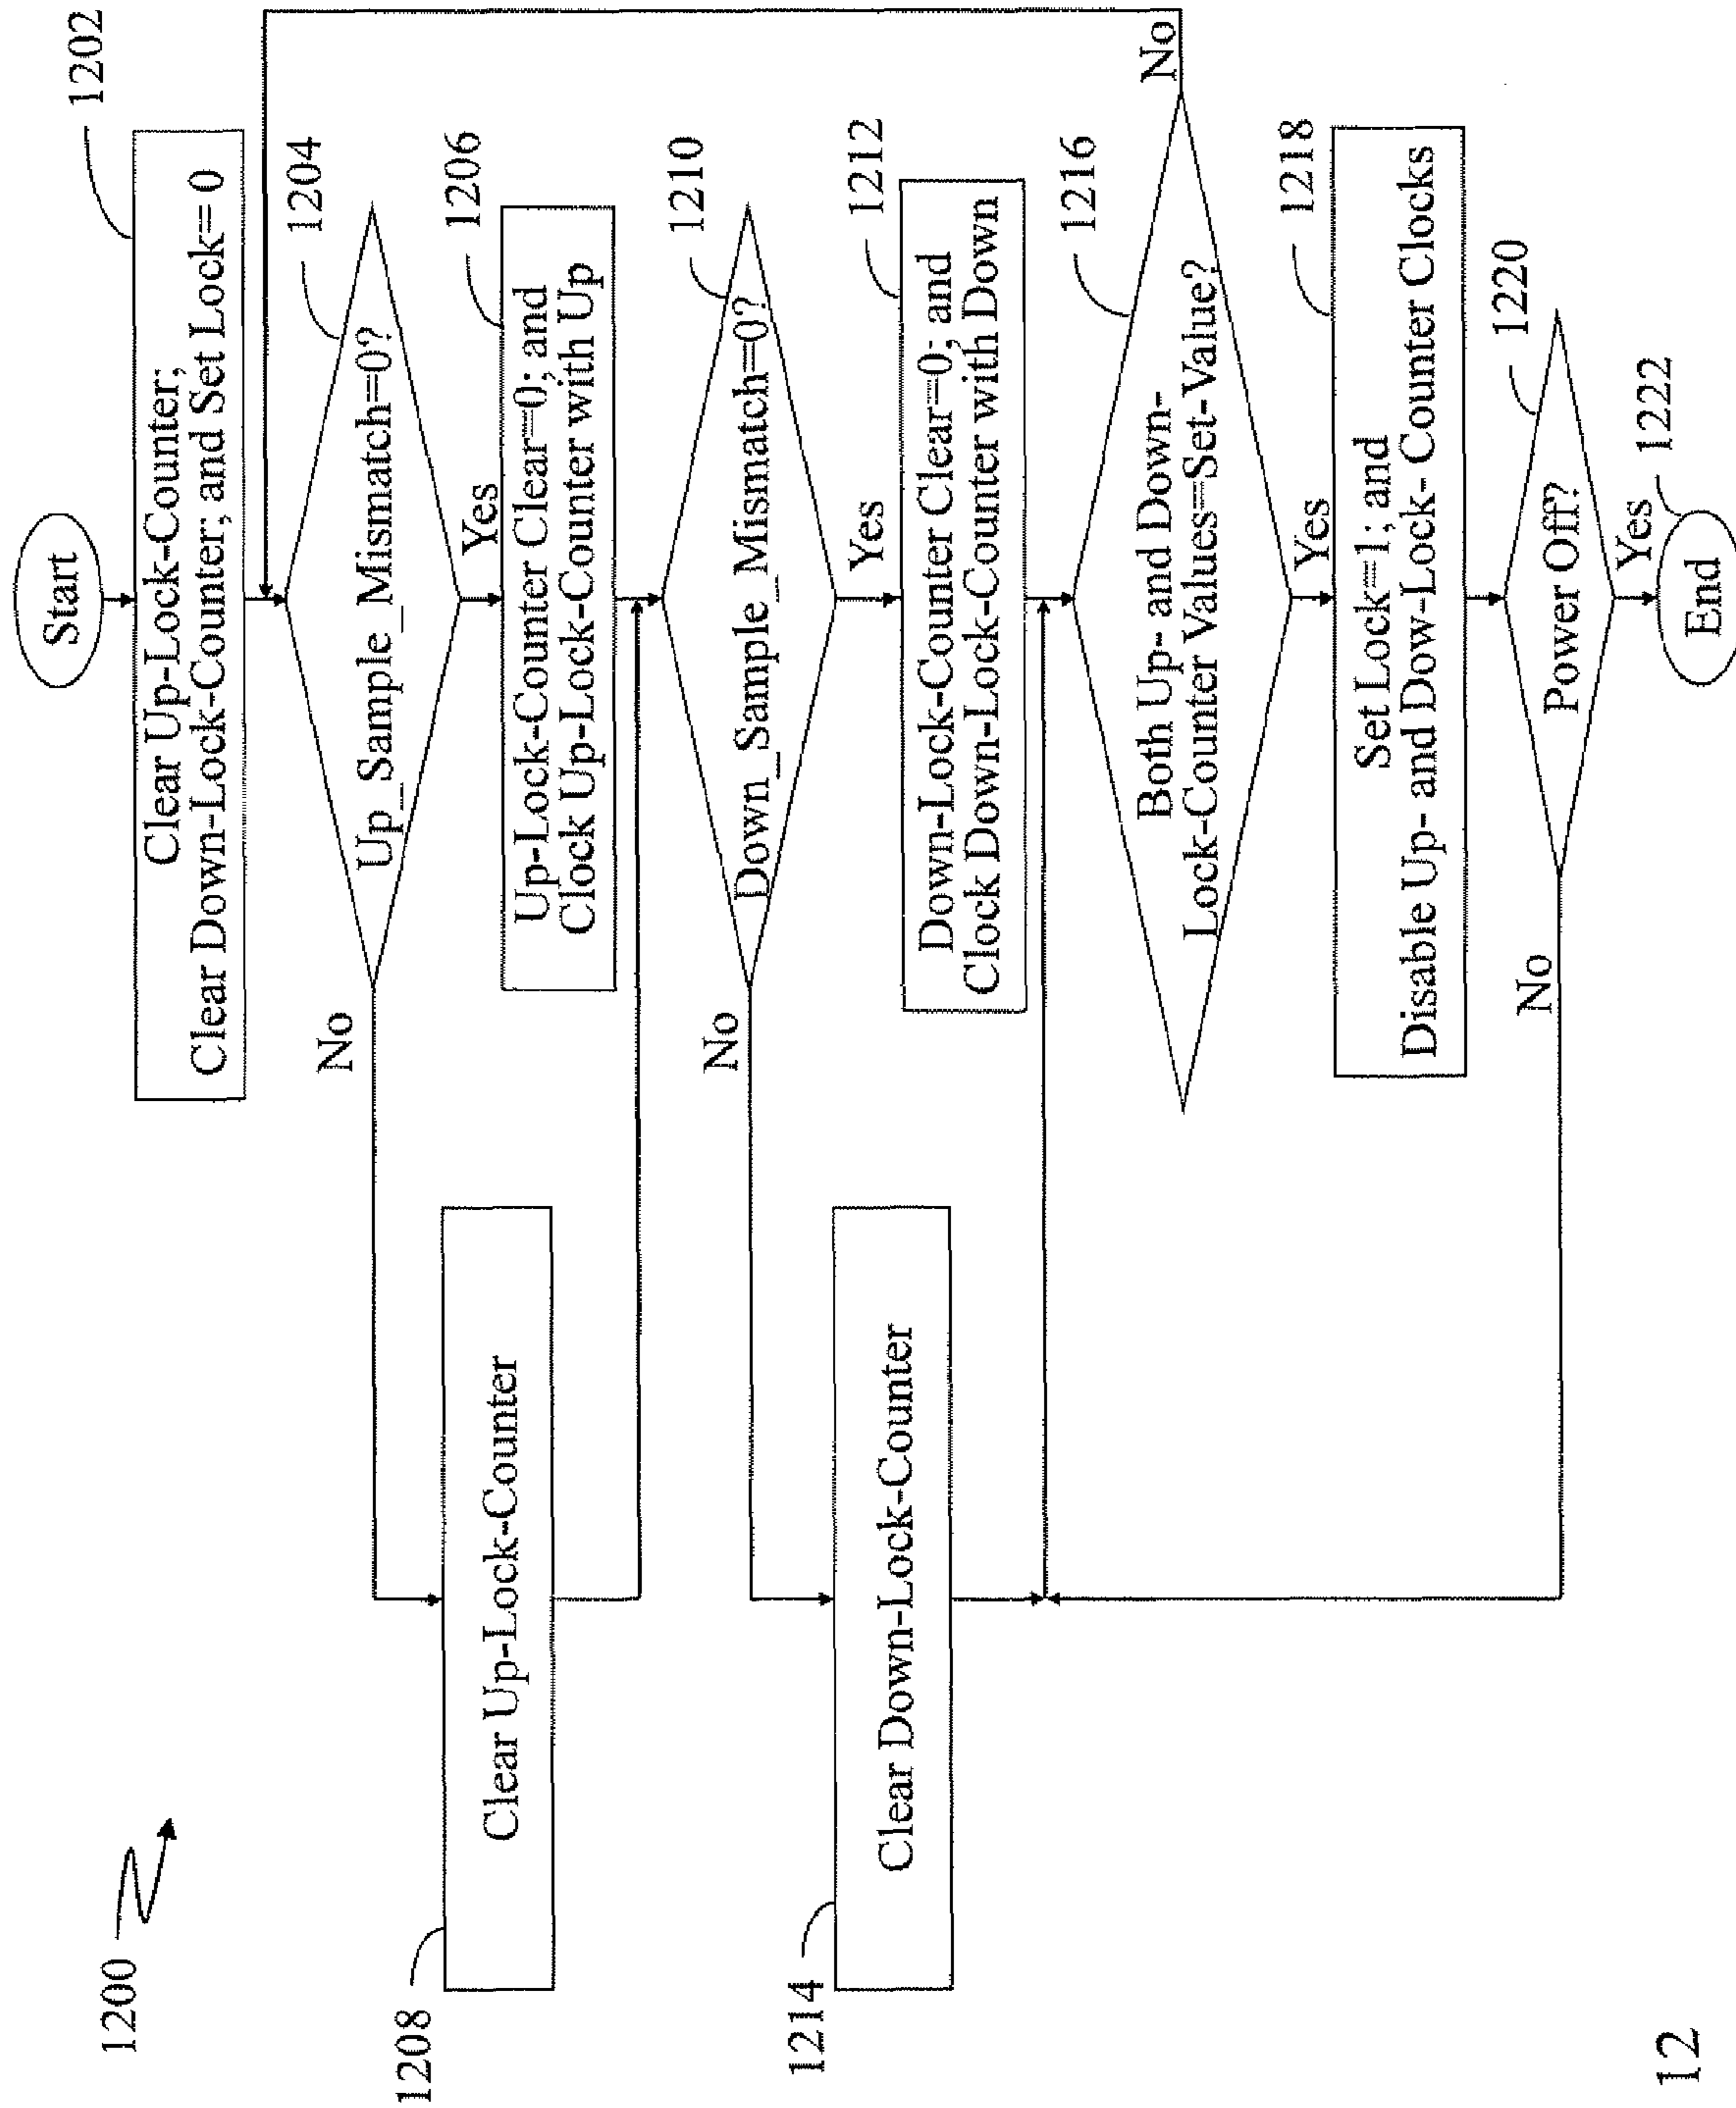 1200
Start
1202
Clear Up-Lock-Counter;
Clear Down-Lock-Counter; and Set Lock= 0
1204
Up_Sample_Mismatch=0?
No
Yes
1206
Up-Lock-Counter Clear=0; and
Clock Up-Lock-Counter with Up
1208
Clear Up-Lock-Counter
1210
Down_Sample_Mismatch=0?
No
Yes
1212
Down-Lock-Counter Clear=0; and
Clock Down-Lock-Counter with Down
1214
Clear Down-Lock-Counter
1216
Both Up- and Down-
Lock-Counter Values=Set-Value?
No
Yes
1218
Set Lock=1; and
Disable Up- and Dow-Lock- Counter Clocks
1220
Power Off?
No
Yes
1222
End
12